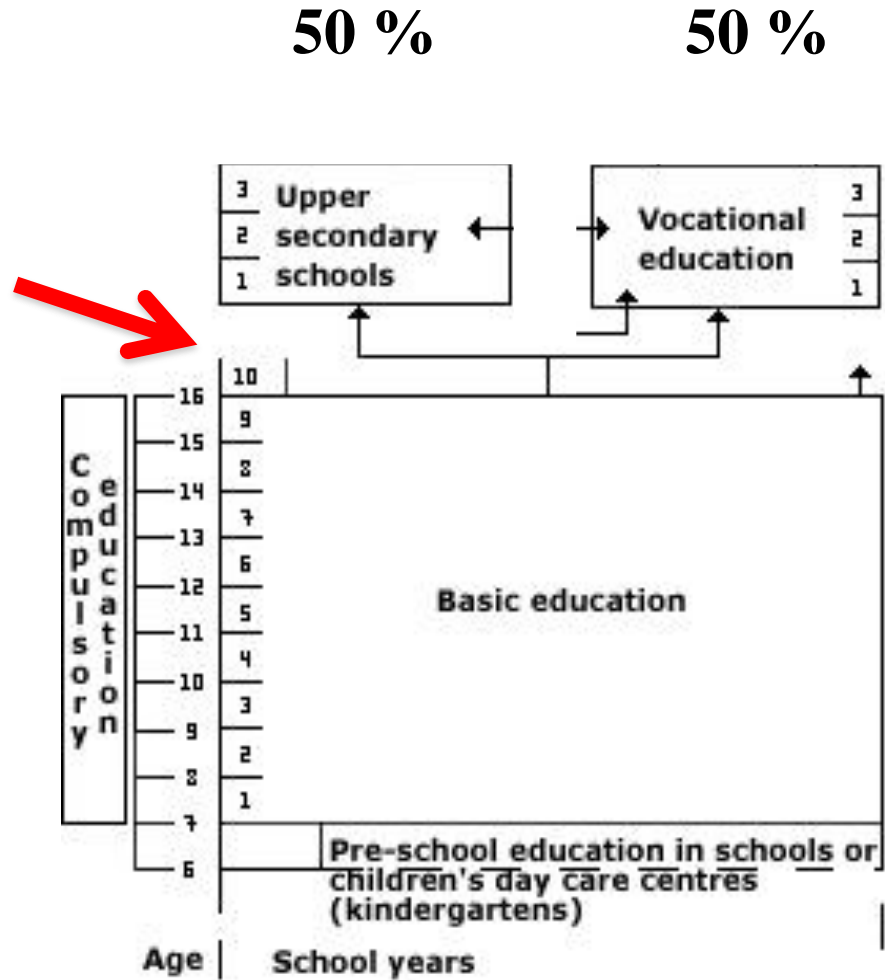 50 %
50 %
3
Upper
2
secondary
1
schools
Vocational
education
3
2
1
10
16
9
15
8
14
7
13
6
12
5
11
4
10
3
9
2
8
1
7
6
Compulsory
education
Basic education
Pre-school education in schools or
children's day care centres
(kindergartens)
Age
School years